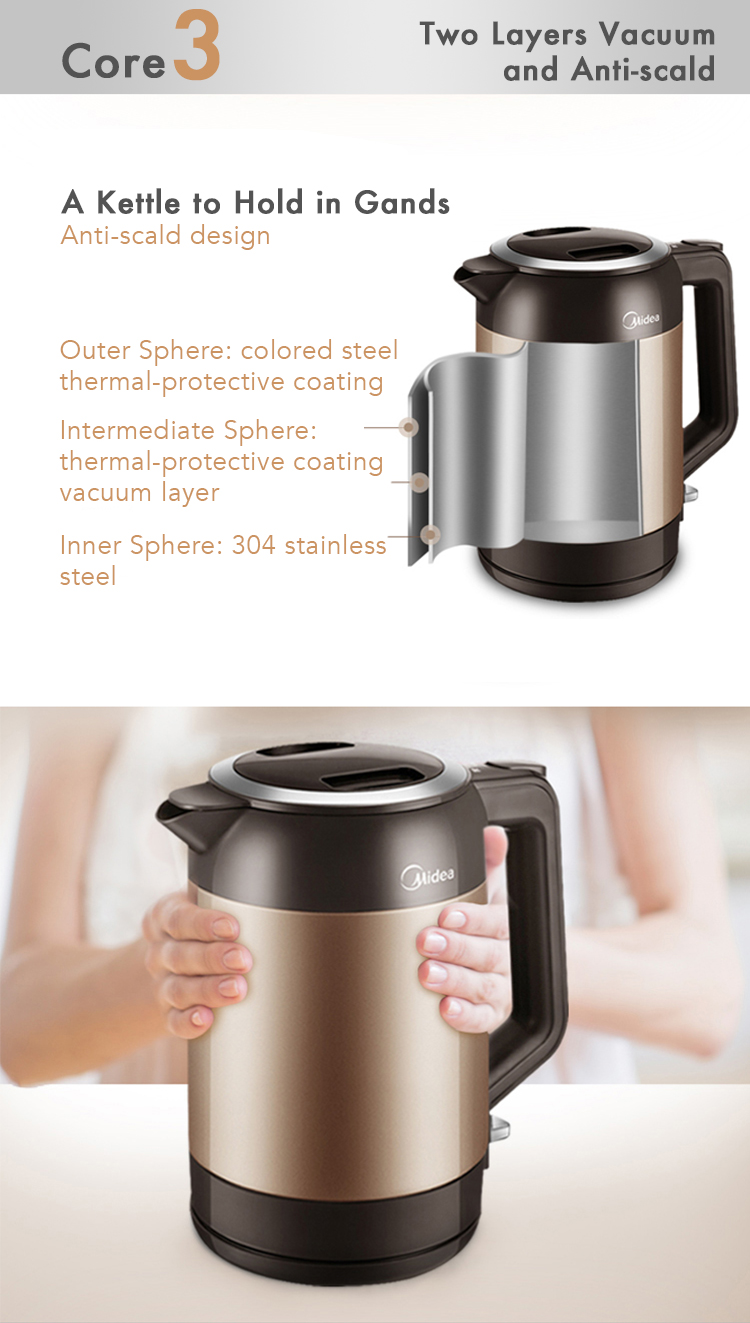 Core 3
Two Layers Vacuum
and Anti-scald
A Kettle to Hold in Gands
Anti-scald design
Outer Sphere: colored steel
thermal-protective coating
Intermediate Sphere:
thermal-protective coating
vacuum layer
Inner Sphere: 304 stainless
steel
Midea
Midea